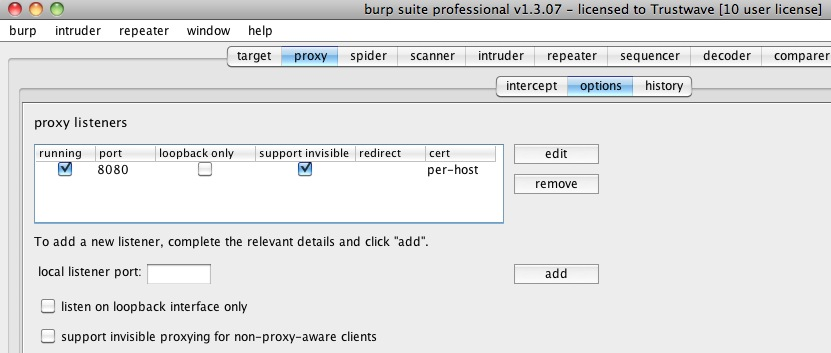 burp suite professional v1.3.07 – licensed to Trustwave [10 user license]
burp intruder repeater window help
target proxy spider scanner intruder repeater sequencer decoder comparer
intercept options history
proxy listeners
running port loopback only support invisible redirect cert
8080 per-host
edit
remove
To add a new listener, complete the relevant details and click "add".
local listener port: add
listen on loopback interface only
support invisible proxying for non-proxy-aware clients